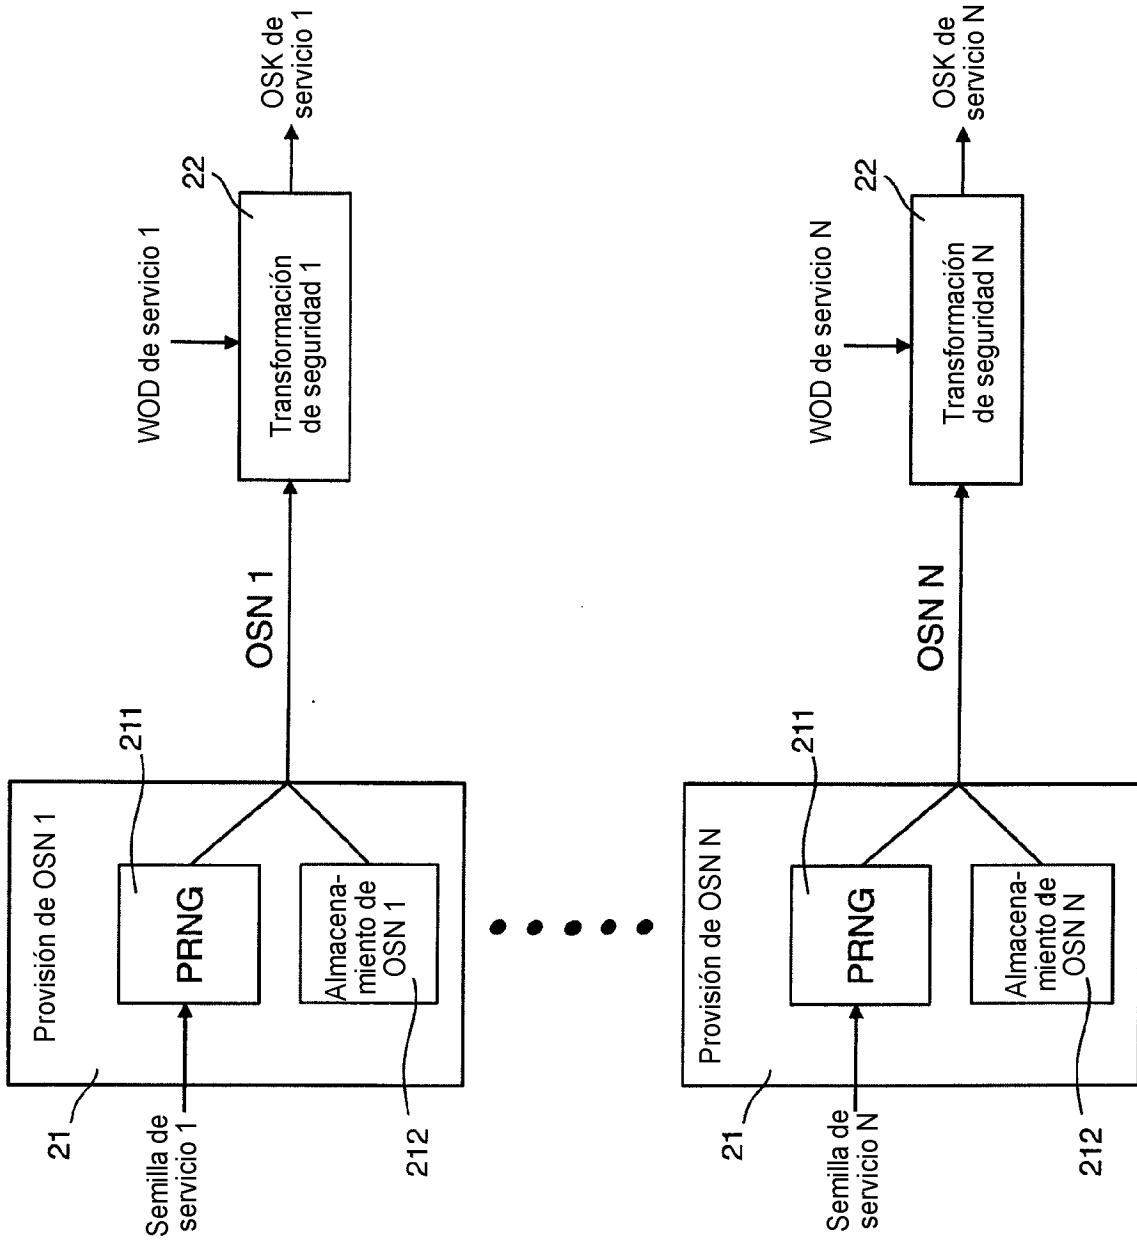 Provisión de OSN 1
21
Semilla de
servicio 1
PRNG
211
Almacena-
miento de
OSN 1
212
OSN 1
WOD de servicio 1
Transformación
de seguridad 1
22
OSK de
servicio 1
Provisión de OSN N
21
Semilla de
servicio N
PRNG
211
Almacena-
miento de
OSN N
212
OSN N
WOD de servicio N
Transformación
de seguridad N
22
OSK de
servicio N